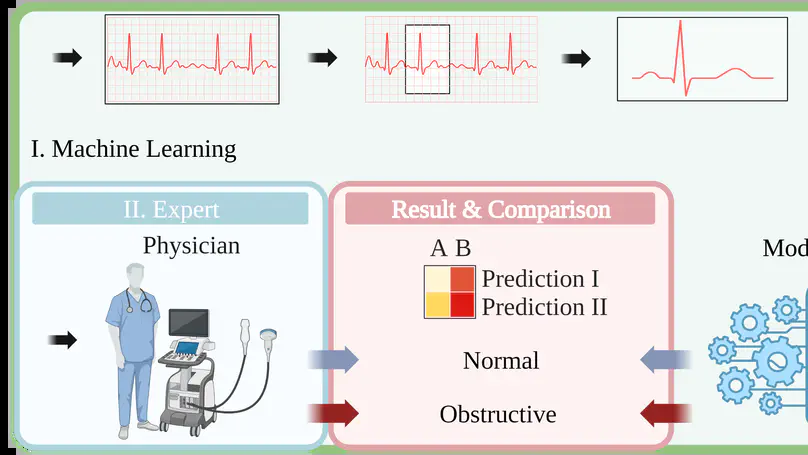 I. Machine Learning
II. Expert
Result & Comparison
Physician
A B
Prediction I
Prediction II
Normal
Obstructive
Mod